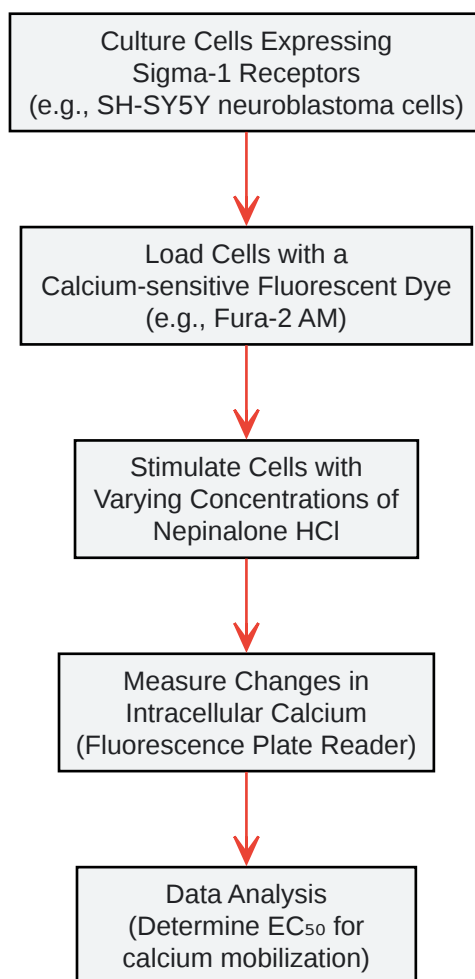 Culture Cells Expressing
Sigma-1 Receptors
(e.g., SH-SY5Y neuroblastoma cells)
Load Cells with a
Calcium-sensitive Fluorescent Dye
(e.g., Fura-2 AM)
Stimulate Cells with
Varying Concentrations of
Nepinalone HCl
Measure Changes in
Intracellular Calcium
(Fluorescence Plate Reader)
Data Analysis
(Determine EC₅₀ for
calcium mobilization)